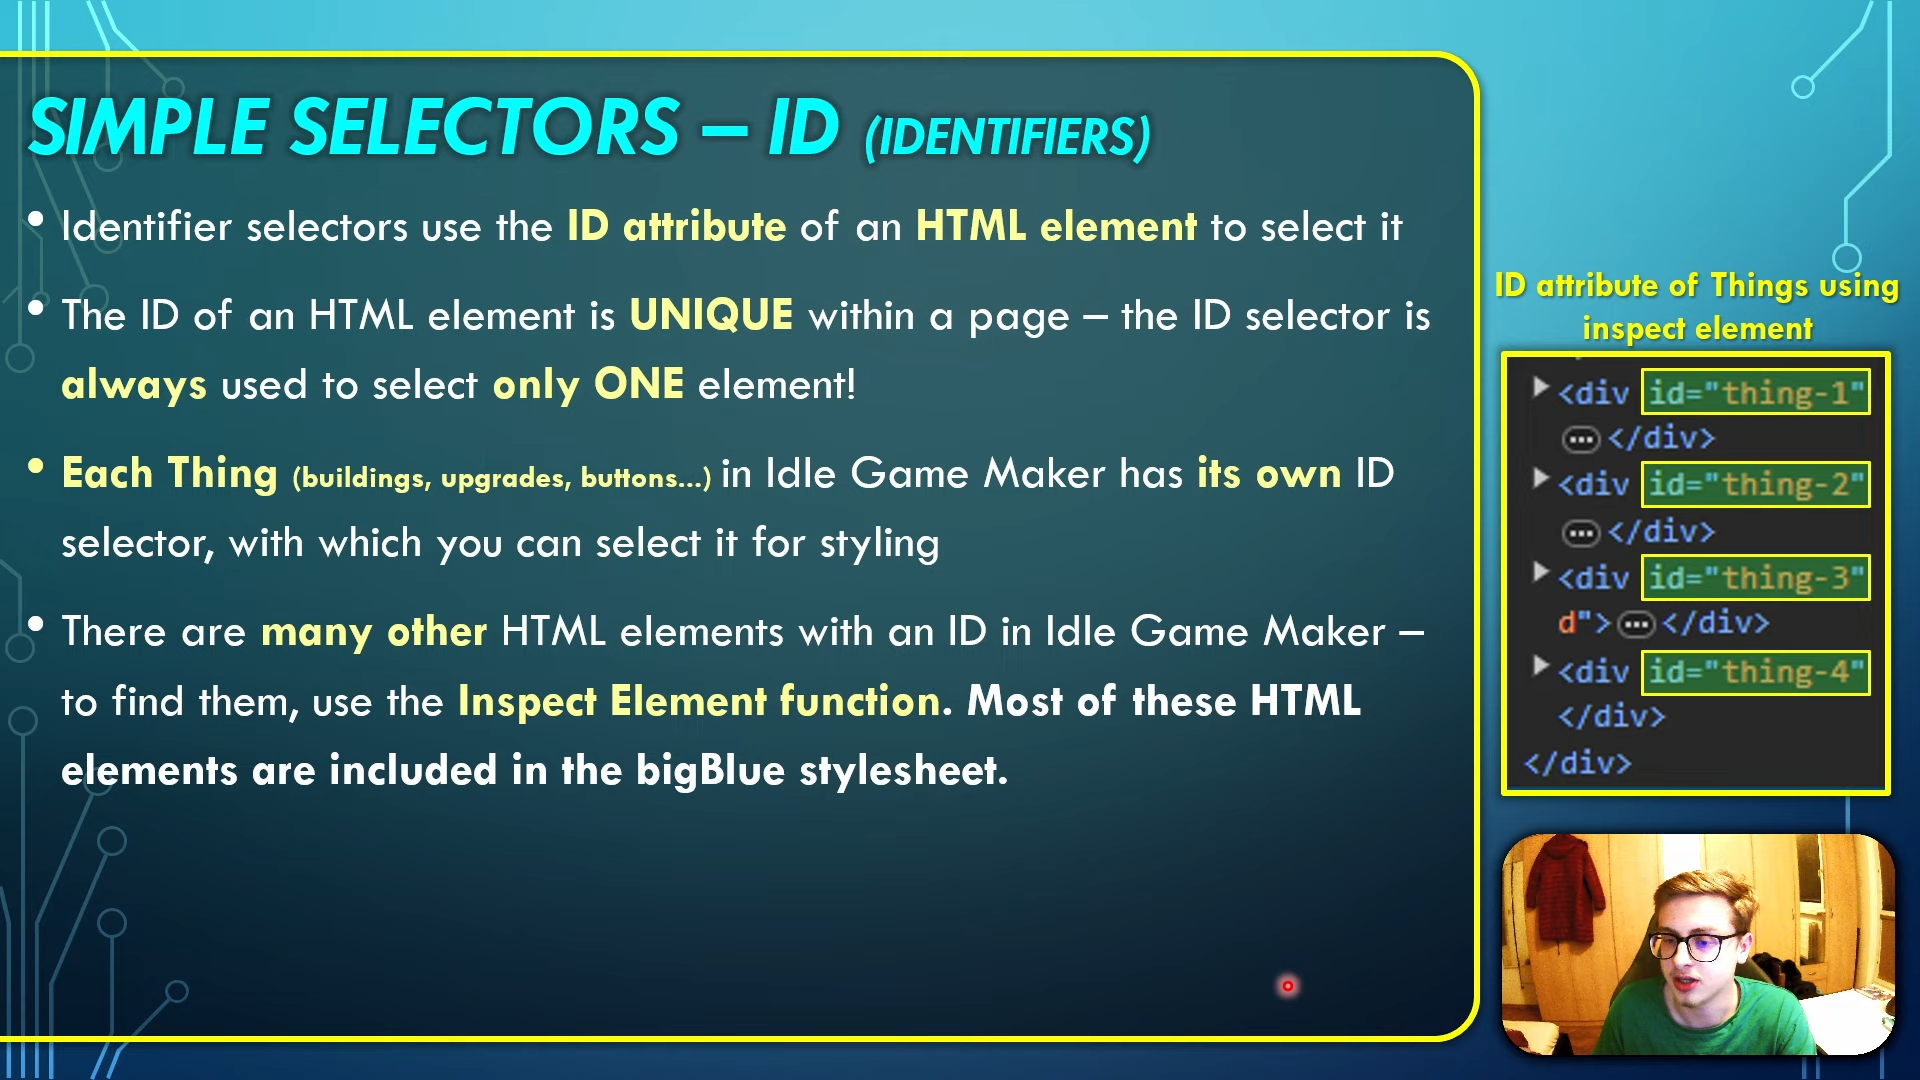 SIMPLE SELECTORS – ID (IDENTIFIERS)
• Identifier selectors use the ID attribute of an HTML element to select it
• The ID of an HTML element is UNIQUE within a page – the ID selector is
always used to select only ONE element!
• Each Thing (buildings, upgrades, buttons...) in Idle Game Maker has its own ID
selector, with which you can select it for styling
• There are many other HTML elements with an ID in Idle Game Maker –
to find them, use the Inspect Element function. Most of these HTML
elements are included in the bigBlue stylesheet.
ID attribute of Things using
inspect element
<div id="thing-1"
</div>
<div id="thing-2"
</div>
<div id="thing-3"
d"></div>
<div id="thing-4"
</div>
</div>